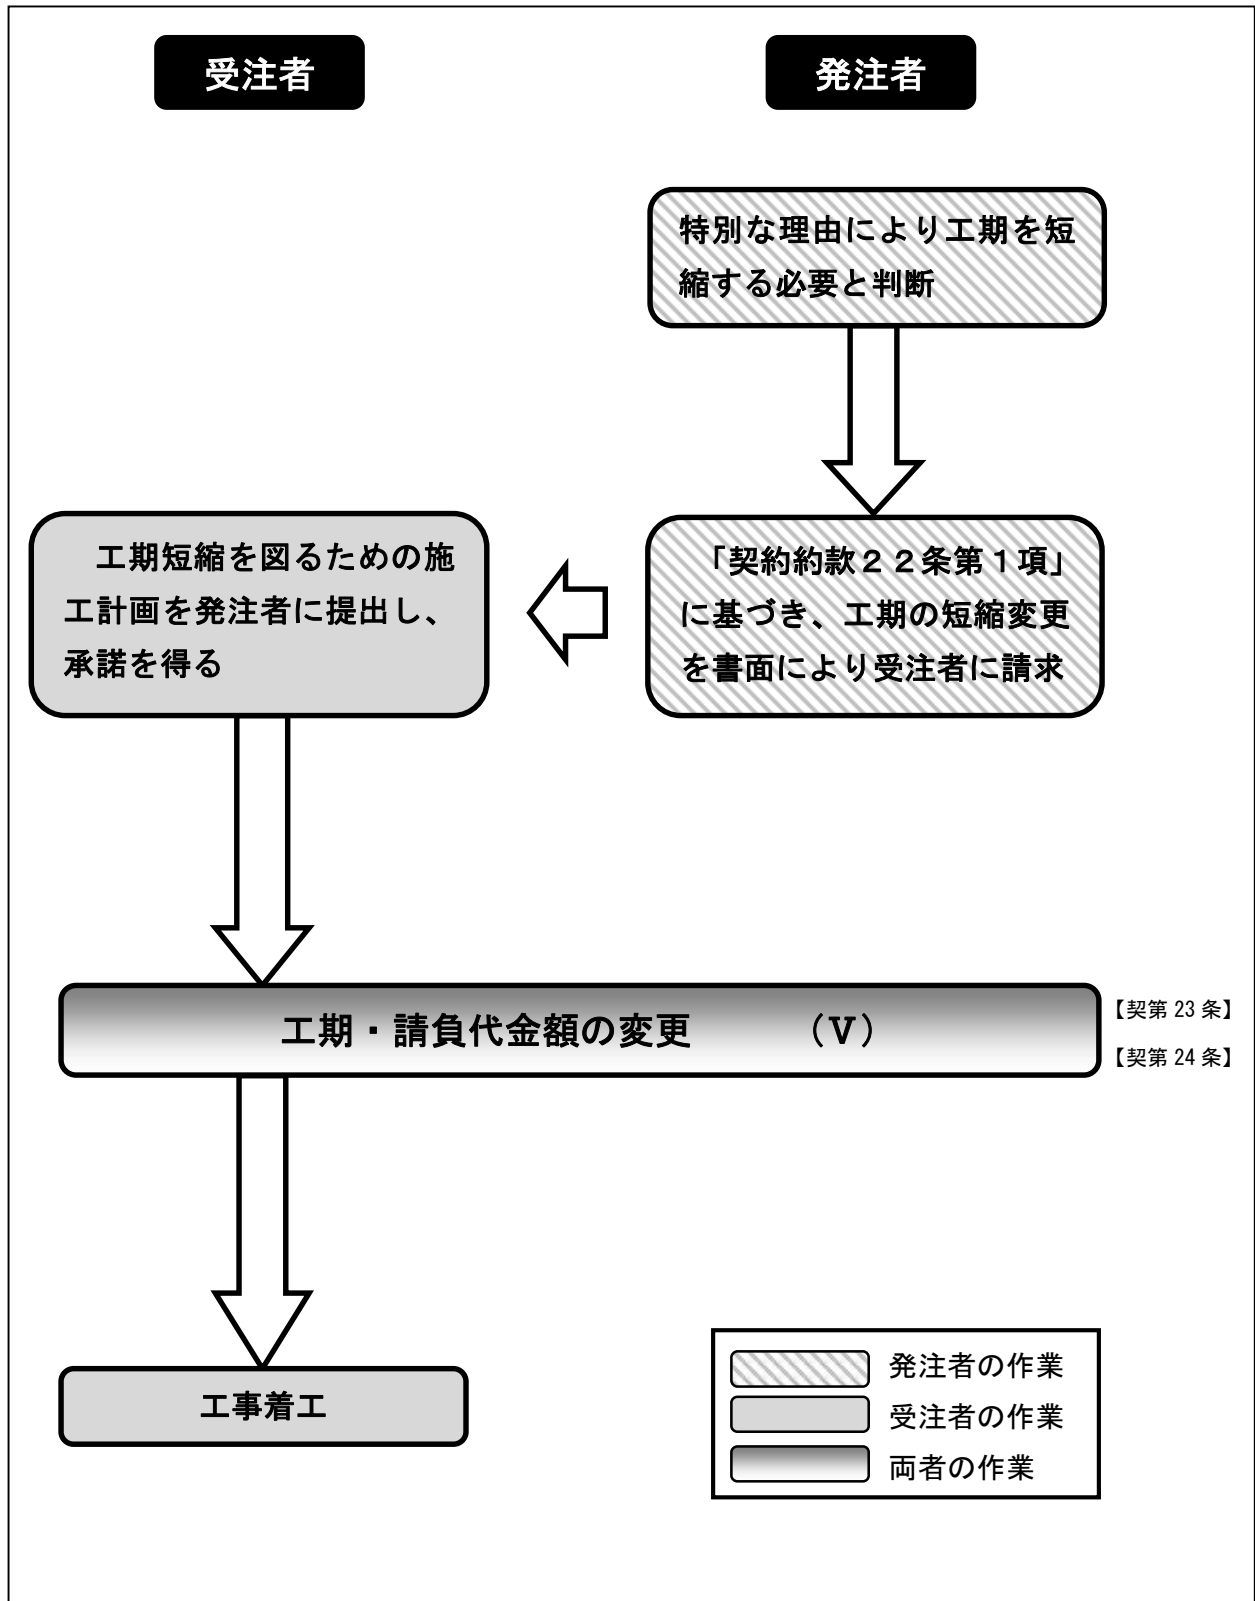 受注者
発注者
特別な理由により工期を短
縮する必要と判断
「契約約款２２条第１項」
に基づき、工期の短縮変更
を書面により受注者に請求
工期短縮を図るための施
工計画を発注者に提出し、
承諾を得る
工期・請負代金額の変更　　　（Ⅴ）
【契第 23 条】
【契第 24 条】
工事着工
発注者の作業
受注者の作業
両者の作業